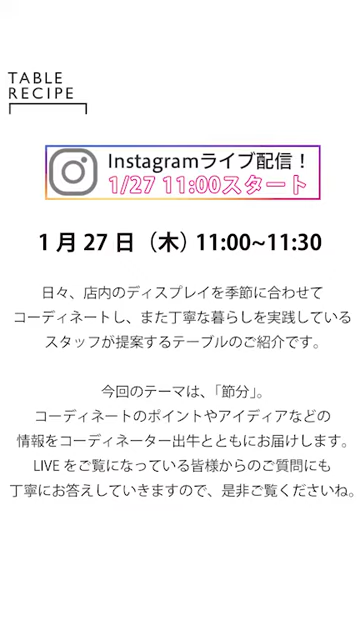 TABLE
RECIPE
Instagramライブ配信！
1/27 11:00スタート
1月27日（木）11:00~11:30
日々、店内のディスプレイを季節に合わせて
コーディネートし、また丁寧な暮らしを実践している
スタッフが提案するテーブルのご紹介です。
今回のテーマは、「節分」。
コーディネートのポイントやアイディアなどの
情報をコーディネーター出牛とともにお届けします。
LIVEをご覧になっている皆様からのご質問にも
丁寧にお答えしていきますので、是非ご覧くださいね。